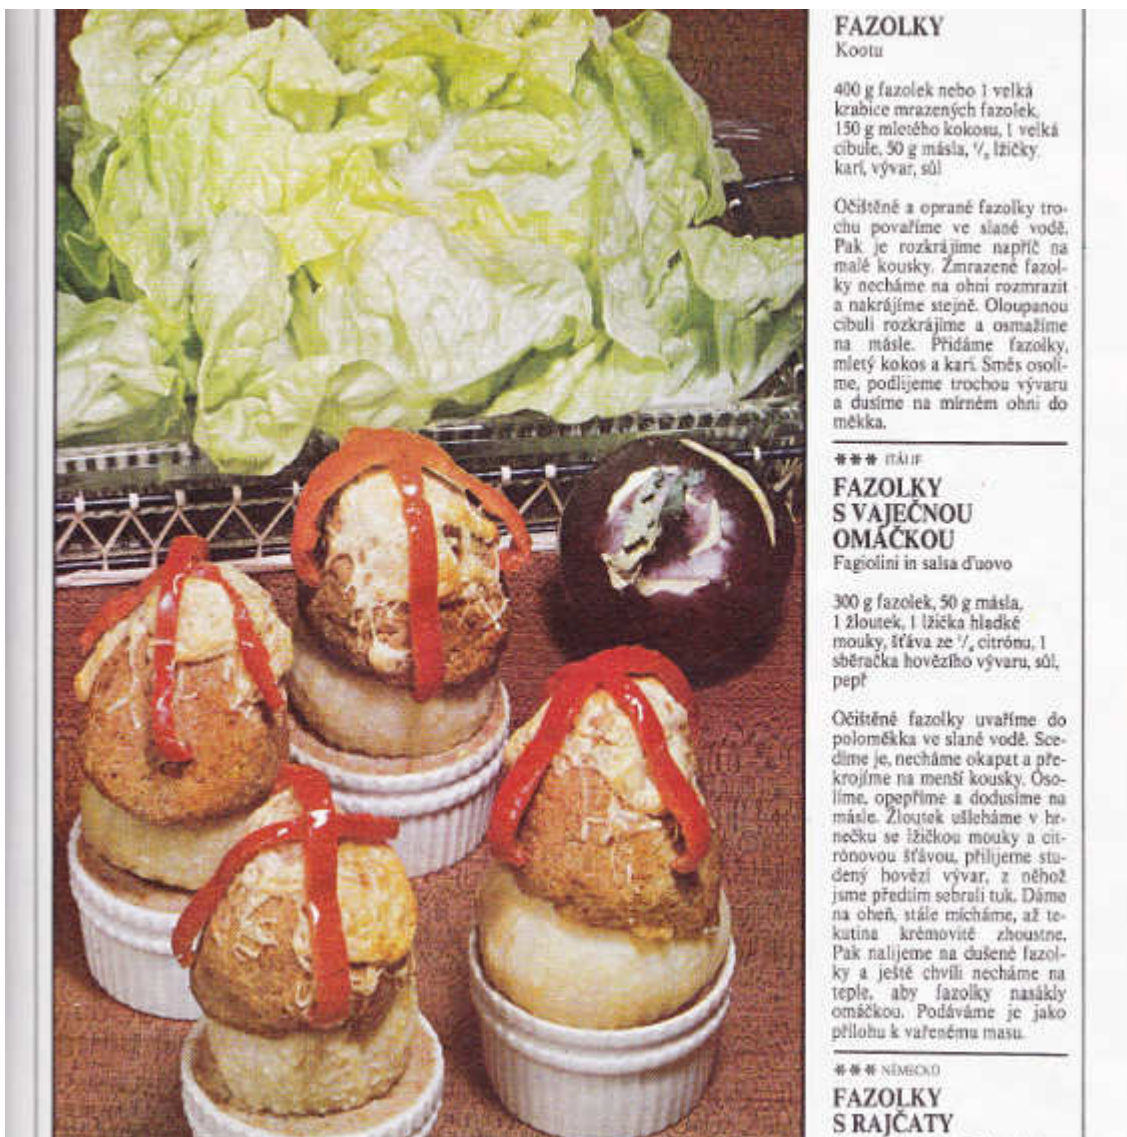 FAZOLKY
Kootu
400 g fazolek nebo 1 velká
krabice mrazených fazolek,
150 g mletého kokosu, 1 velká
cibule, 50 g másla, lžičky
karí, vývar, sůl
Očištěné a oprané fazolky tro-
chu povaříme ve slané vodě.
Pak je rozkrájíme napříč na
malé kousky. Zmrazené fazol-
ky necháme na ohni rozmrazit
a nakrájíme stejně. Oloupanou
cibuli rozkrájíme a osmažíme
na másle. Přidáme fazolky,
mletý kokos a karí. Směs osolí-
me, podlijeme trochou vývaru
a dusíme na mírném ohni do
měkka.
*** ITÁLIE
FAZOLKY
S VAJEČNOU
OMÁČKOU
Fagiolini in salsa d'uovo
300 g fazolek, 50 g másla,
1 žloutek, 1 lžička hladké
mouky, šťáva ze citrónu, 1
sběračka hovězího vývaru, sůl,
pepř
Očištěné fazolky uvaříme do
poloměkka ve slané vodě. Sce-
díme je, necháme okapat a pře-
krojíme na menší kousky. Oso-
líme, opepříme a dodusíme na
másle. Žloutek ušleháme v hr-
nečku se lžičkou mouky a cit-
rónovou šťávou, přilijeme stu-
dený hovězí vývar, z něhož
jsme předtím sebrali tuk. Dáme
na oheň, stále mícháme, až te-
kutina krémovitě zhoustne.
Pak nalijeme na dušené fazol-
ky a ještě chvíli necháme na
teple, aby fazolky nasákly
omáčkou. Podáváme je jako
přílohu k vařenému masu.
*** NĚMECKO
FAZOLKY
S RAJČATY